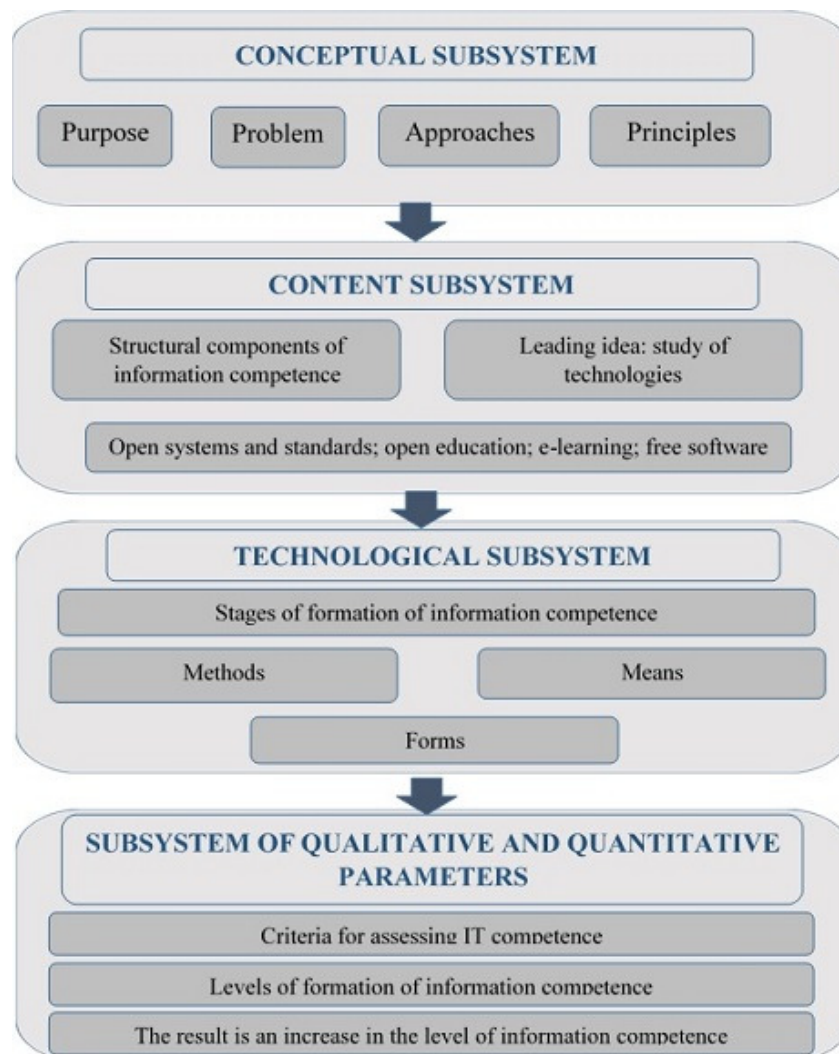 CONCEPTUAL SUBSYSTEM
Purpose
Problem
Approaches
Principles
CONTENT SUBSYSTEM
Structural components of
information competence
Leading idea: study of
technologies
Open systems and standards; open education; e-learning; free software
TECHNOLOGICAL SUBSYSTEM
Stages of formation of information competence
Methods
Means
Forms
SUBSYSTEM OF QUALITATIVE AND QUANTITATIVE
PARAMETERS
Criteria for assessing IT competence
Levels of formation of information competence
The result is an increase in the level of information competence